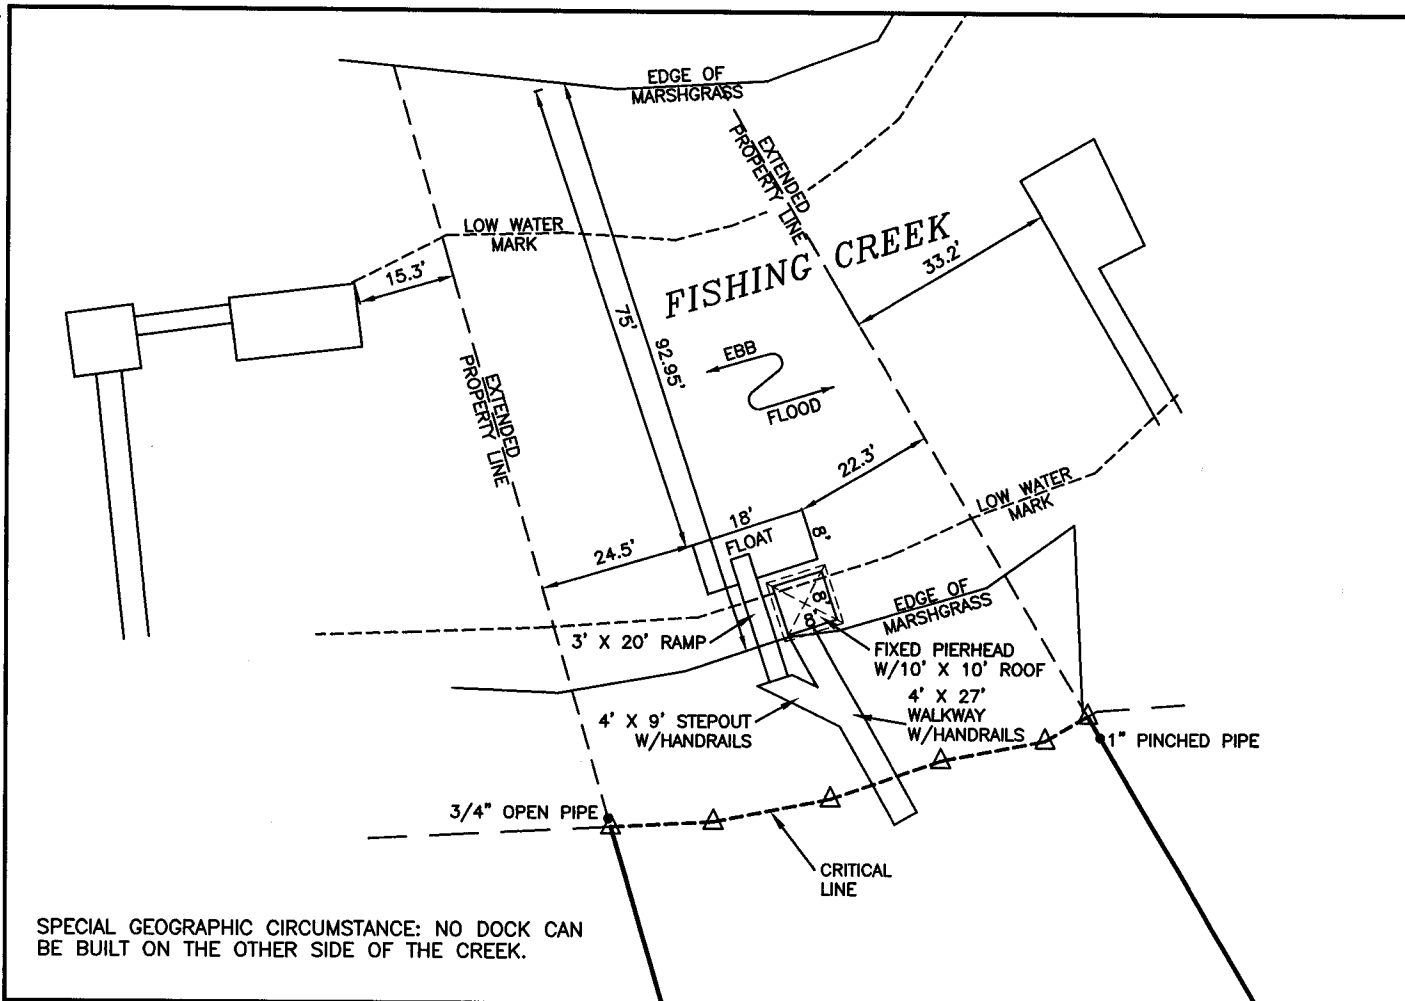 EDGE OF
MARSHGRASS
EXTENDED
PROPERTY LINE
LOW WATER
MARK
15.3'
FISHING CREEK
33.2'
75'
92.95'
EBB
FLOOD
EXTENDED
PROPERTY LINE
22.3'
LOW WATER
MARK
18'
FLOAT
8'
24.5'
8'
8'
EDGE OF
MARSHGRASS
3' X 20' RAMP
FIXED PIERHEAD
W/10' X 10' ROOF
4' X 9' STEPOUT
W/HANDRAILS
4' X 27'
WALKWAY
W/HANDRAILS
1" PINCHED PIPE
3/4" OPEN PIPE
CRITICAL
LINE
SPECIAL GEOGRAPHIC CIRCUMSTANCE: NO DOCK CAN
BE BUILT ON THE OTHER SIDE OF THE CREEK.